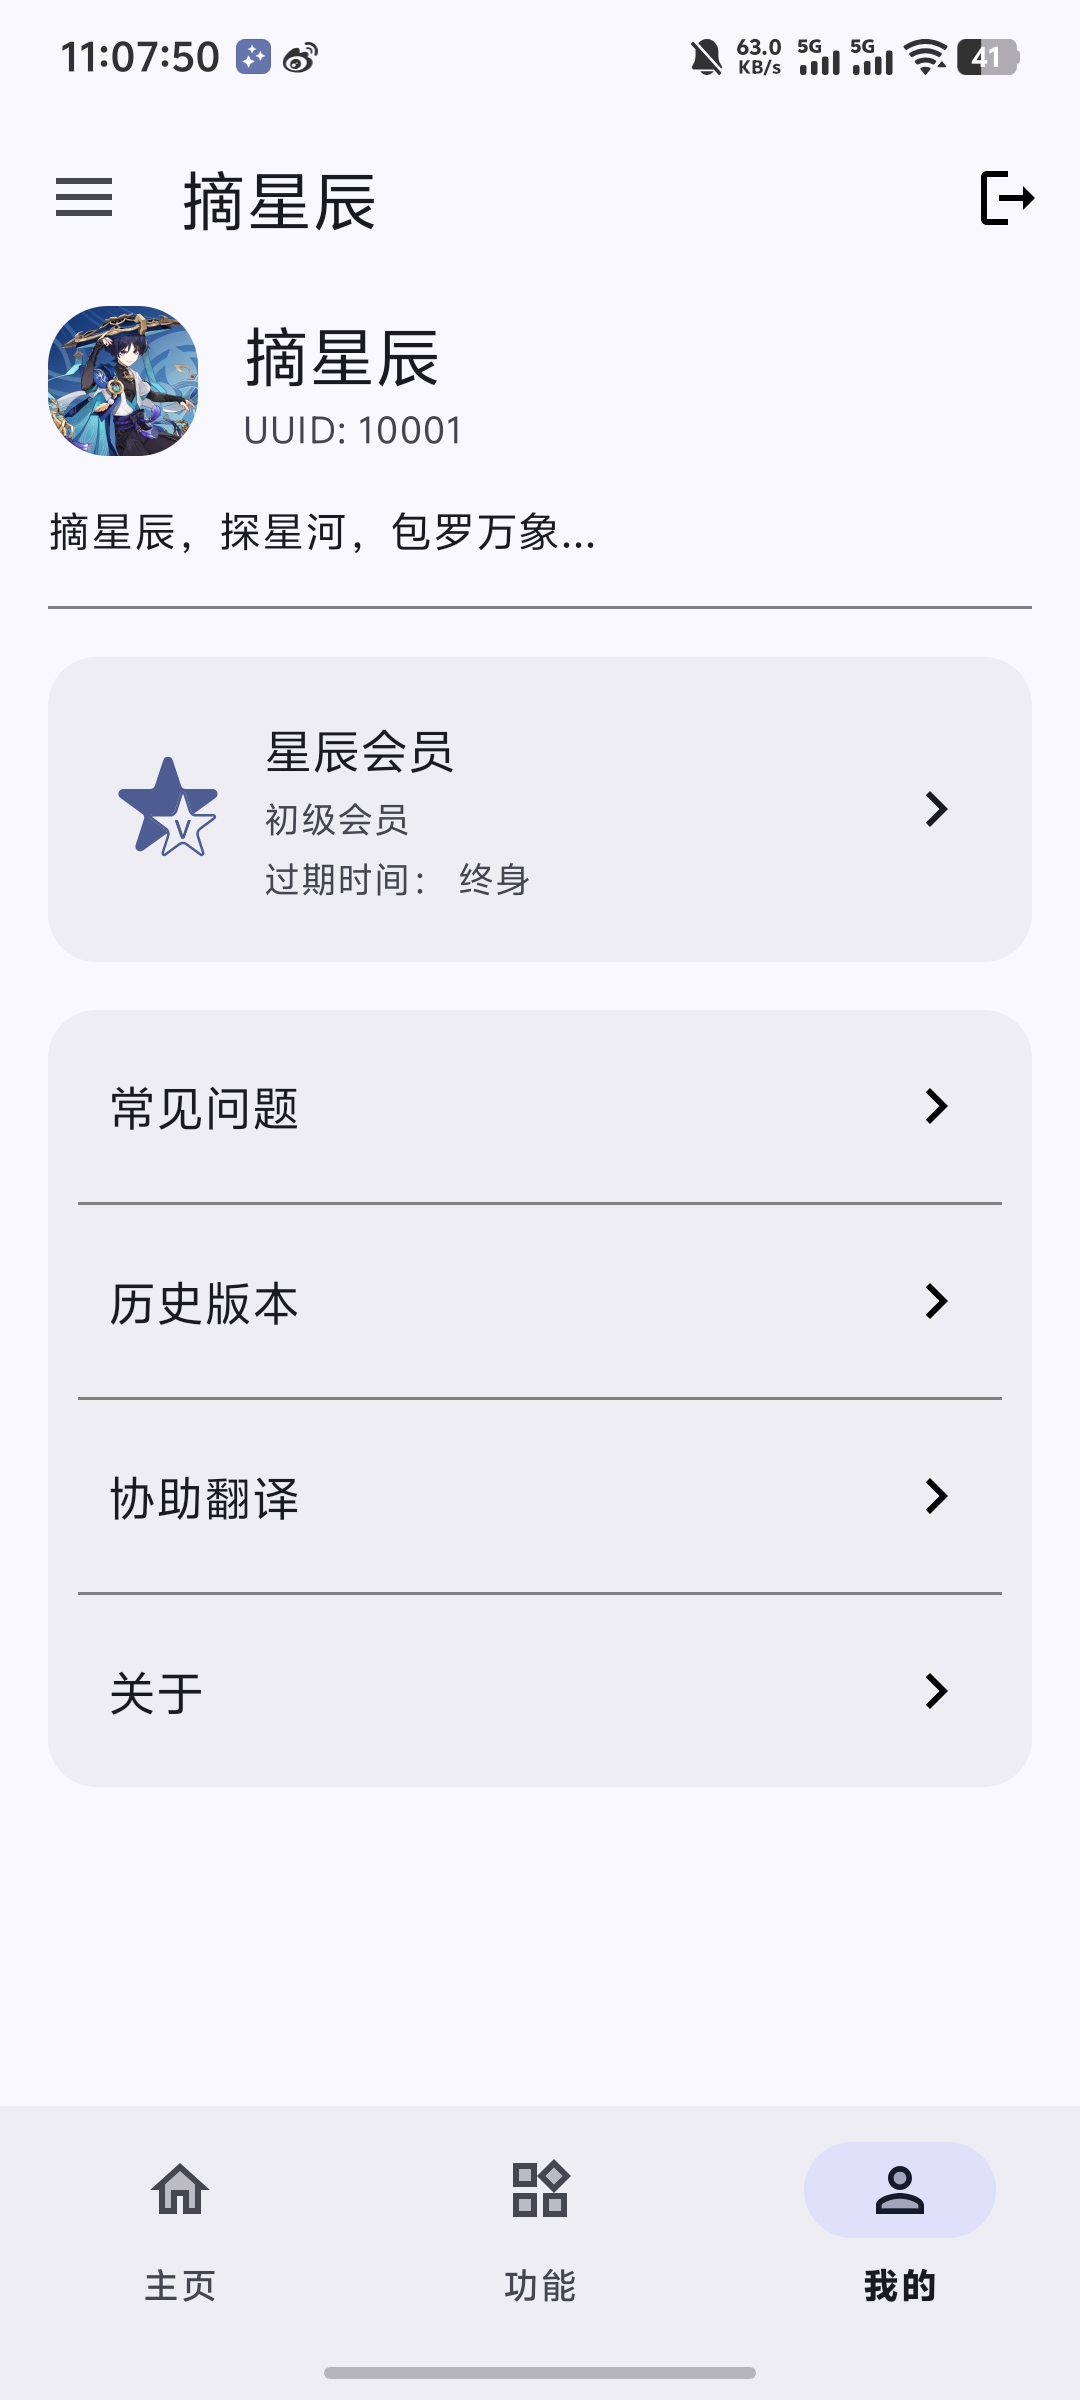 11:07:50
63.0 KB/s
5G
5G
41
摘星辰
摘星辰
UUID: 10001
摘星辰，探星河，包罗万象...
星辰会员
初级会员
过期时间： 终身
V
常见问题
历史版本
协助翻译
关于
主页
功能
我的